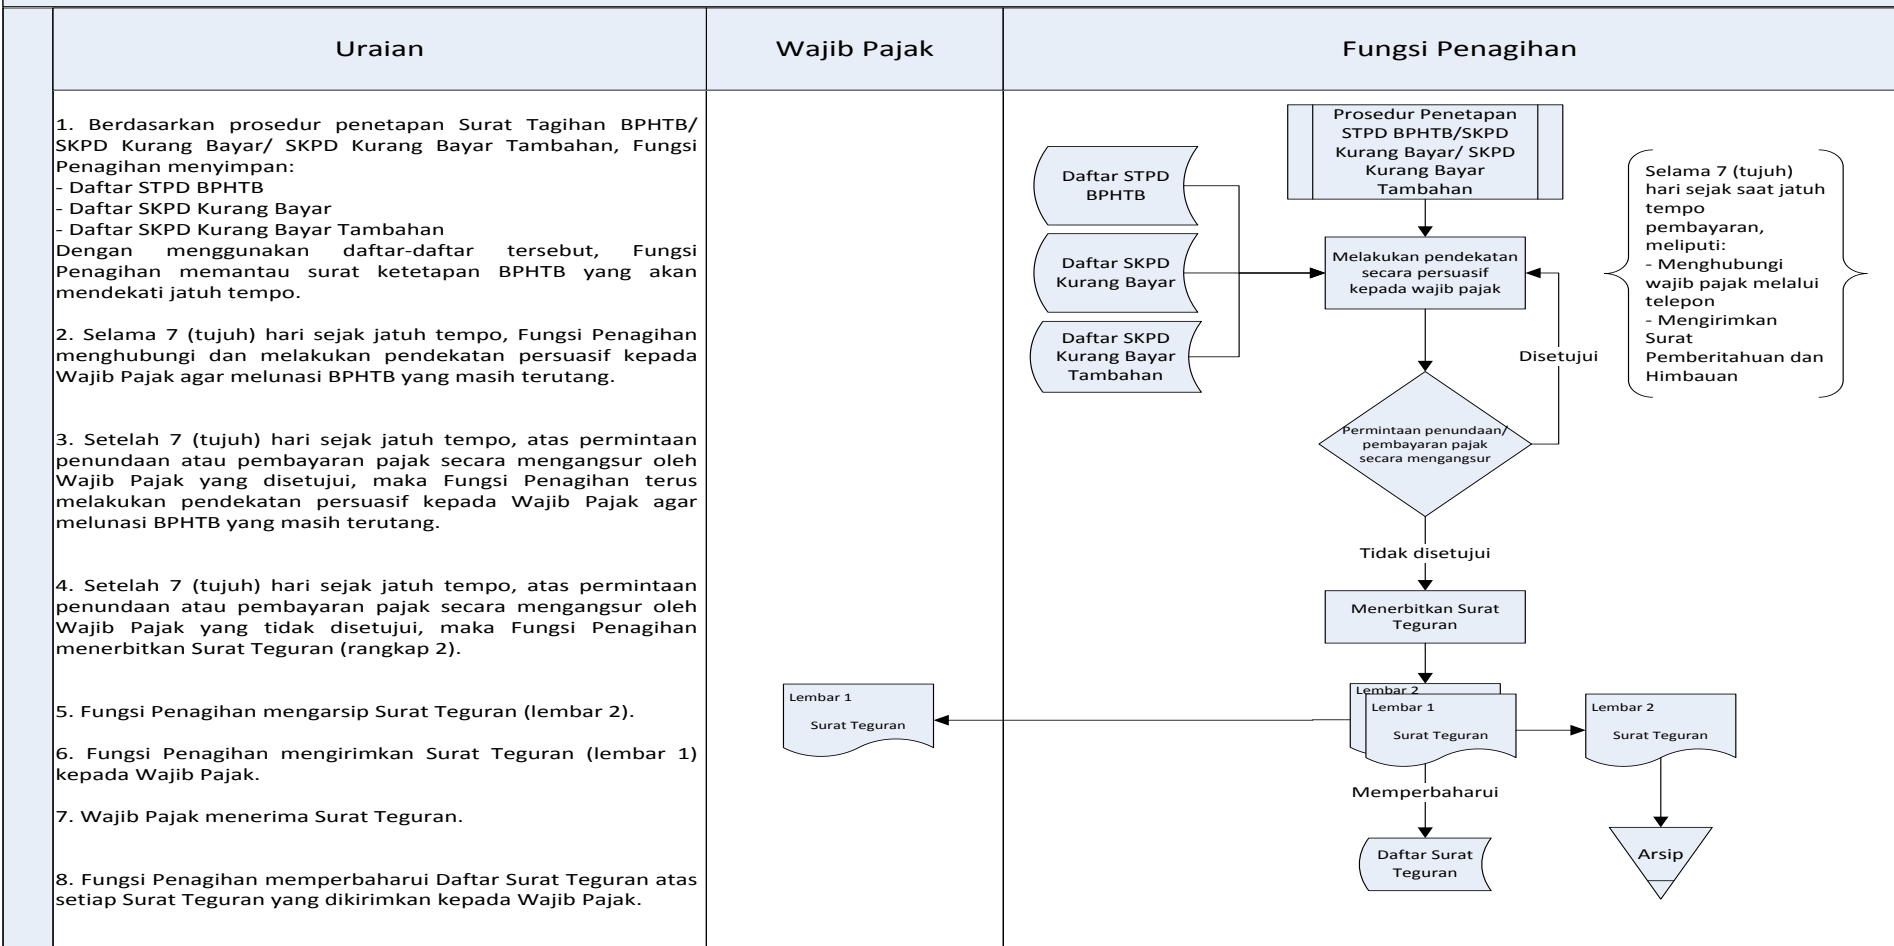 Uraian
Wajib Pajak
Fungsi Penagihan
1. Berdasarkan prosedur penetapan Surat Tagihan BPHTB/
SKPD Kurang Bayar/ SKPD Kurang Bayar Tambahan, Fungsi
Penagihan menyimpan:
- Daftar STPD BPHTB
- Daftar SKPD Kurang Bayar
- Daftar SKPD Kurang Bayar Tambahan
Dengan menggunakan daftar-daftar tersebut, Fungsi
Penagihan memantau surat ketetapan BPHTB yang akan
mendekati jatuh tempo.
2. Selama 7 (tujuh) hari sejak jatuh tempo, Fungsi Penagihan
menghubungi dan melakukan pendekatan persuasif kepada
Wajib Pajak agar melunasi BPHTB yang masih terutang.
3. Setelah 7 (tujuh) hari sejak jatuh tempo, atas permintaan
penundaan atau pembayaran pajak secara mengangsur oleh
Wajib Pajak yang disetujui, maka Fungsi Penagihan terus
melakukan pendekatan persuasif kepada Wajib Pajak agar
melunasi BPHTB yang masih terutang.
4. Setelah 7 (tujuh) hari sejak jatuh tempo, atas permintaan
penundaan atau pembayaran pajak secara mengangsur oleh
Wajib Pajak yang tidak disetujui, maka Fungsi Penagihan
menerbitkan Surat Teguran (rangkap 2).
5. Fungsi Penagihan mengarsip Surat Teguran (lembar 2).
6. Fungsi Penagihan mengirimkan Surat Teguran (lembar 1)
kepada Wajib Pajak.
7. Wajib Pajak menerima Surat Teguran.
8. Fungsi Penagihan memperbaharui Daftar Surat Teguran atas
setiap Surat Teguran yang dikirimkan kepada Wajib Pajak.
Lembar 1
Surat Teguran
Prosedur Penetapan
STPD BPHTB/SKPD
Kurang Bayar/ SKPD
Kurang Bayar
Tambahan
Daftar STPD
BPHTB
Daftar SKPD
Kurang Bayar
Daftar SKPD
Kurang Bayar
Tambahan
Melakukan pendekatan
secara persuasif
kepada wajib pajak
Selama 7 (tujuh)
hari sejak saat jatuh
tempo
pembayaran,
meliputi:
- Menghubungi
wajib pajak melalui
telepon
- Mengirimkan
Surat
Pemberitahuan dan
Himbauan
Disetujui
Permintaan penundaan/
pembayaran pajak
secara mengangsur
Tidak disetujui
Menerbitkan Surat
Teguran
Lembar 2
Lembar 1
Surat Teguran
Lembar 2
Surat Teguran
Memperbaharui
Daftar Surat
Teguran
Arsip